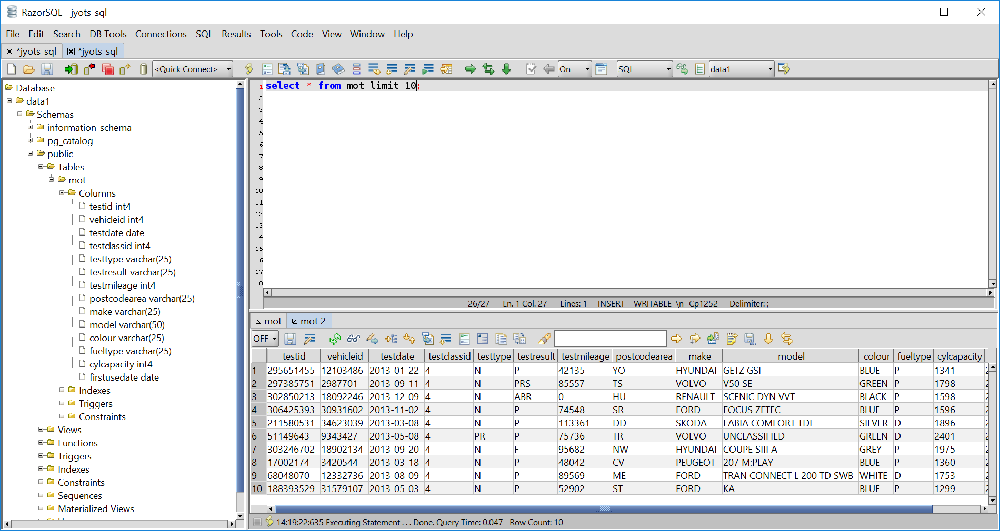 RazorSQL - jyots-sql
File Edit Search DB Tools Connections SQL Results Tools Code View Window Help
*jyots-sql *jyots-sql
<Quick Connect> On SQL data1
Database
data1
Schemas
information_schema
pg_catalog
public
Tables
mot
Columns
testid int4
vehicleid int4
testdate date
testclassid int4
testtype varchar(25)
testresult varchar(25)
testmileage int4
postcodearea varchar(25)
make varchar(25)
model varchar(50)
colour varchar(25)
fueltype varchar(25)
cylcapacity int4
firstusedate date
Indexes
Triggers
Constraints
Views
Functions
Triggers
Indexes
Constraints
Sequences
Materialized Views
1 select * from mot limit 10;
2
3
4
5
6
7
8
9
10
11
12
13
14
15
16
17
18
26/27 Ln. 1 Col. 27 Lines: 1 INSERT WRITABLE \n Cp1252 Delimiter: ;
mot mot 2
OFF
testid vehicleid testdate testclassid testtype testresult testmileage postcodearea make model colour fueltype cylcapacity
1 295651455 12103486 2013-01-22 4 N P 42135 YO HYUNDAI GETZ GSI BLUE P 1341
2 297385751 2987701 2013-09-11 4 N PRS 85557 TS VOLVO V50 SE GREEN P 1798
3 302850213 18092246 2013-12-09 4 N ABR 0 HU RENAULT SCENIC DYN VVT BLACK P 1598
4 306425393 30931602 2013-11-02 4 N P 74548 SR FORD FOCUS ZETEC BLUE P 1596
5 211580531 34623039 2013-03-08 4 N P 113361 DD SKODA FABIA COMFORT TDI SILVER D 1896
6 51149643 9343427 2013-05-08 4 PR P 75736 TR VOLVO UNCLASSIFIED GREEN D 2401
7 303246702 18902134 2013-09-20 4 N F 95682 NW HYUNDAI COUPE SIII A GREY P 1975
8 17002174 3420544 2013-03-18 4 N P 48042 CV PEUGEOT 207 M:PLAY BLUE P 1360
9 68048070 12332736 2013-08-09 4 N P 89569 ME FORD TRAN CONNECT L 200 TD SWB WHITE D 1753
10 188393529 31579107 2013-05-03 4 N P 52902 ST FORD KA BLUE P 1299
14:19:22:635 Executing Statement . . . Done. Query Time: 0.047 Row Count: 10